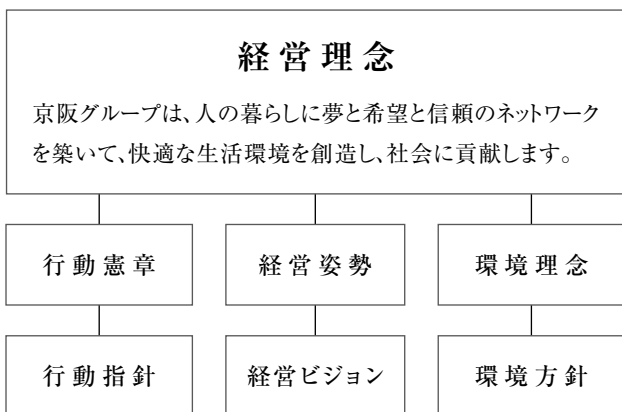 経営理念
京阪グループは、人の暮らしに夢と希望と信頼のネットワーク
を築いて、快適な生活環境を創造し、社会に貢献します。
行動憲章
経営姿勢
環境理念
行動指針
経営ビジョン
環境方針